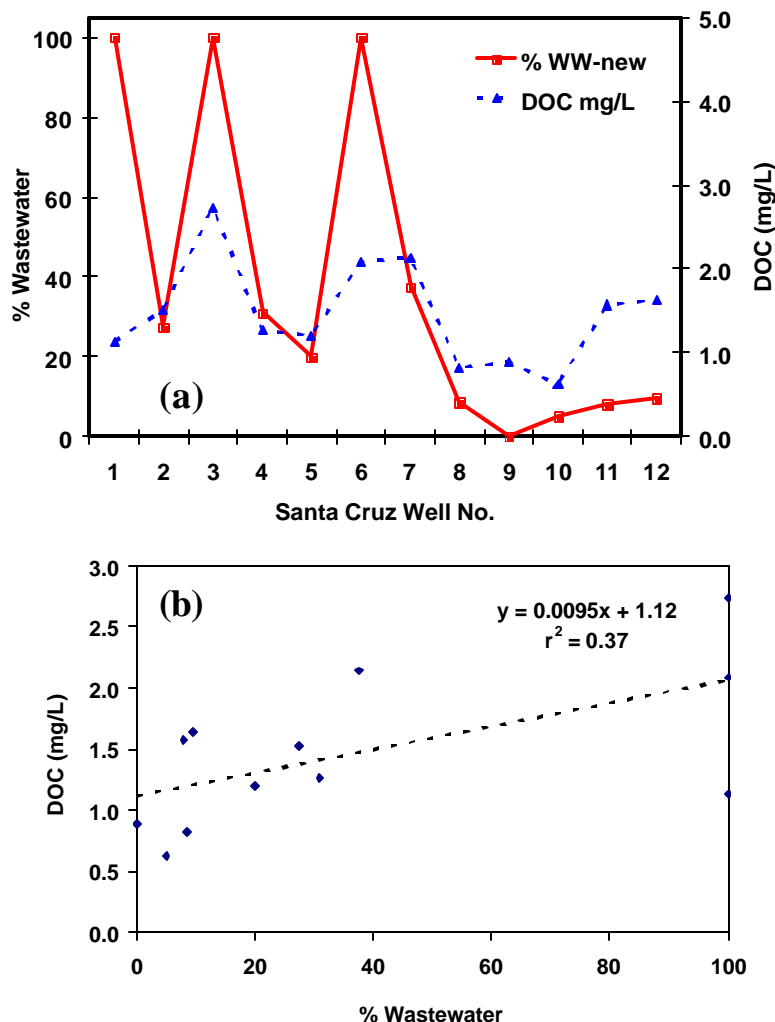 100
80
60
40
20
0
% Wastewater
5.0
4.0
3.0
2.0
1.0
0.0
DOC (mg/L)
% WW-new
DOC mg/L
(a)
1 2 3 4 5 6 7 8 9 10 11 12
Santa Cruz Well No.
3.0
2.5
2.0
1.5
1.0
0.5
0.0
DOC (mg/L)
(b)
y = 0.0095x + 1.12
r² = 0.37
0 20 40 60 80 100
% Wastewater